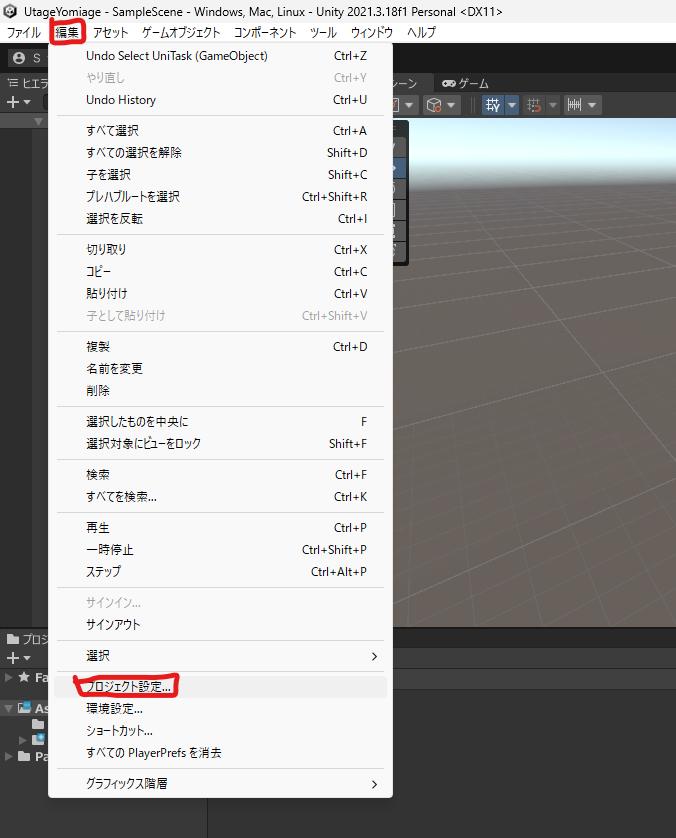 UtageYomiage - SampleScene - Windows, Mac, Linux - Unity 2021.3.18f1 Personal <DX11>
ファイル 編集 アセット ゲームオブジェクト コンポーネント ツール ウィンドウ ヘルプ
S
ヒエラ
シーン ゲーム
Undo Select UniTask (GameObject) Ctrl+Z
やり直し Ctrl+Y
Undo History Ctrl+U
すべて選択 Ctrl+A
すべての選択を解除 Shift+D
子を選択 Shift+C
プレハブルートを選択 Ctrl+Shift+R
選択を反転 Ctrl+I
切り取り Ctrl+X
コピー Ctrl+C
貼り付け Ctrl+V
子として貼り付け Ctrl+Shift+V
複製 Ctrl+D
名前を変更
削除
選択したものを中央に F
選択対象にビューをロック Shift+F
検索 Ctrl+F
すべてを検索... Ctrl+K
再生 Ctrl+P
一時停止 Ctrl+Shift+P
ステップ Ctrl+Alt+P
サインイン...
サインアウト
選択
プロジェクト設定...
環境設定...
ショートカット...
すべての PlayerPrefs を消去
グラフィックス階層
プロジ
Fa
As
Pa